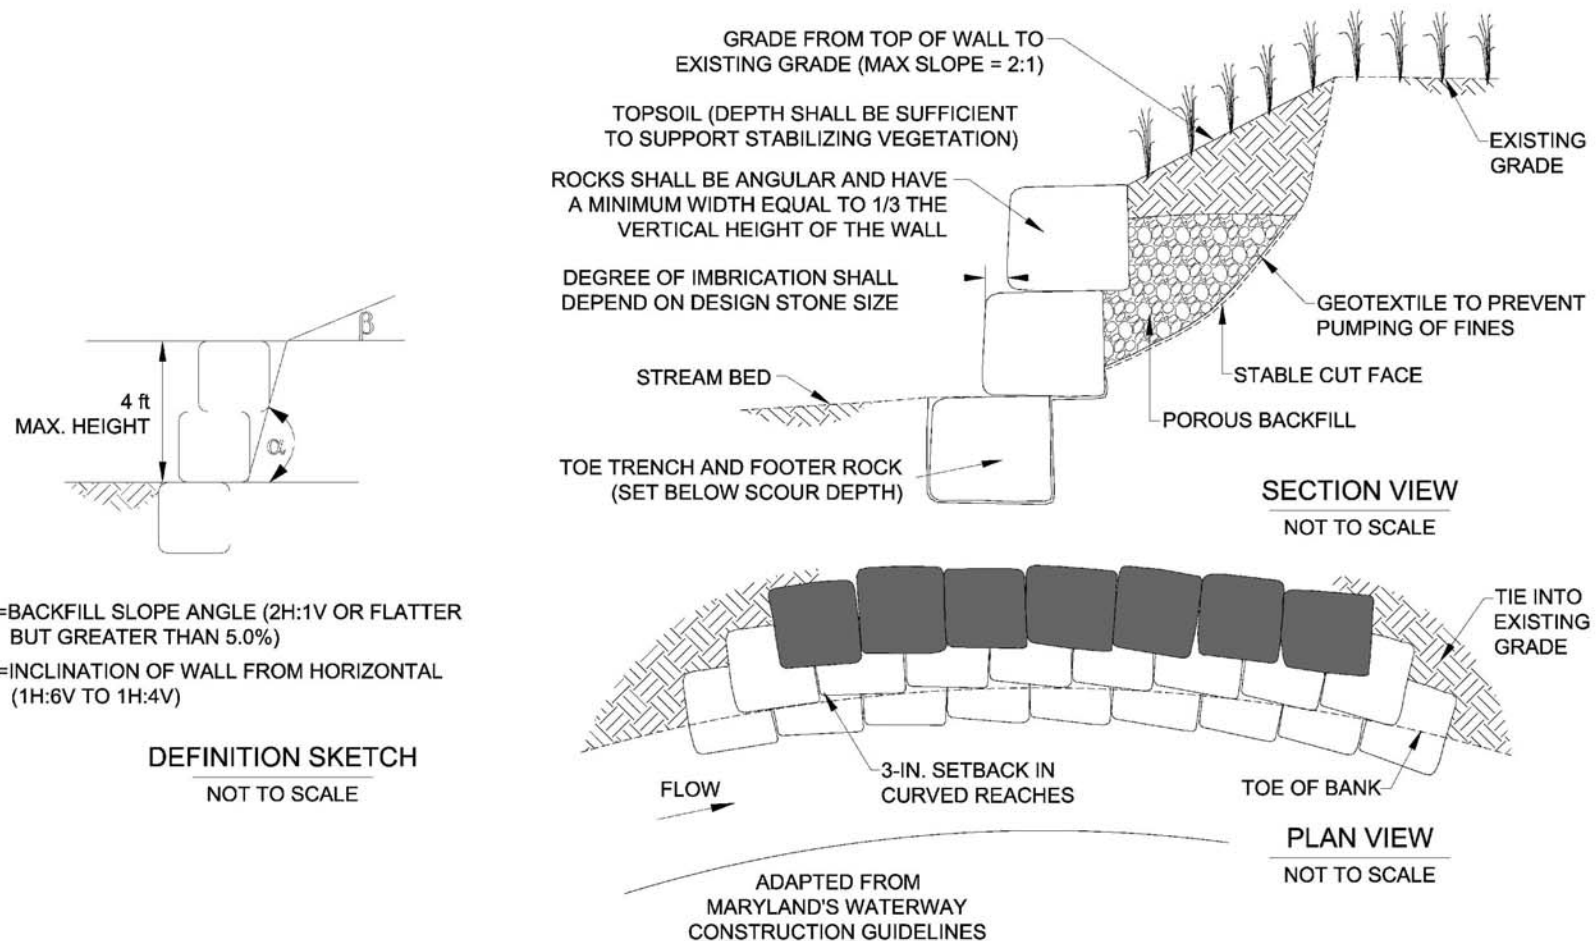 GRADE FROM TOP OF WALL TO
EXISTING GRADE (MAX SLOPE = 2:1)
TOPSOIL (DEPTH SHALL BE SUFFICIENT
TO SUPPORT STABILIZING VEGETATION)
ROCKS SHALL BE ANGULAR AND HAVE
A MINIMUM WIDTH EQUAL TO 1/3 THE
VERTICAL HEIGHT OF THE WALL
DEGREE OF IMBRICATION SHALL
DEPEND ON DESIGN STONE SIZE
STREAM BED
TOE TRENCH AND FOOTER ROCK
(SET BELOW SCOUR DEPTH)
EXISTING
GRADE
GEOTEXTILE TO PREVENT
PUMPING OF FINES
STABLE CUT FACE
POROUS BACKFILL
SECTION VIEW
NOT TO SCALE
β
4 ft
MAX. HEIGHT
α
=BACKFILL SLOPE ANGLE (2H:1V OR FLATTER
BUT GREATER THAN 5.0%)
=INCLINATION OF WALL FROM HORIZONTAL
(1H:6V TO 1H:4V)
DEFINITION SKETCH
NOT TO SCALE
TIE INTO
EXISTING
GRADE
3-IN. SETBACK IN
CURVED REACHES
FLOW
TOE OF BANK
PLAN VIEW
NOT TO SCALE
ADAPTED FROM
MARYLAND'S WATERWAY
CONSTRUCTION GUIDELINES